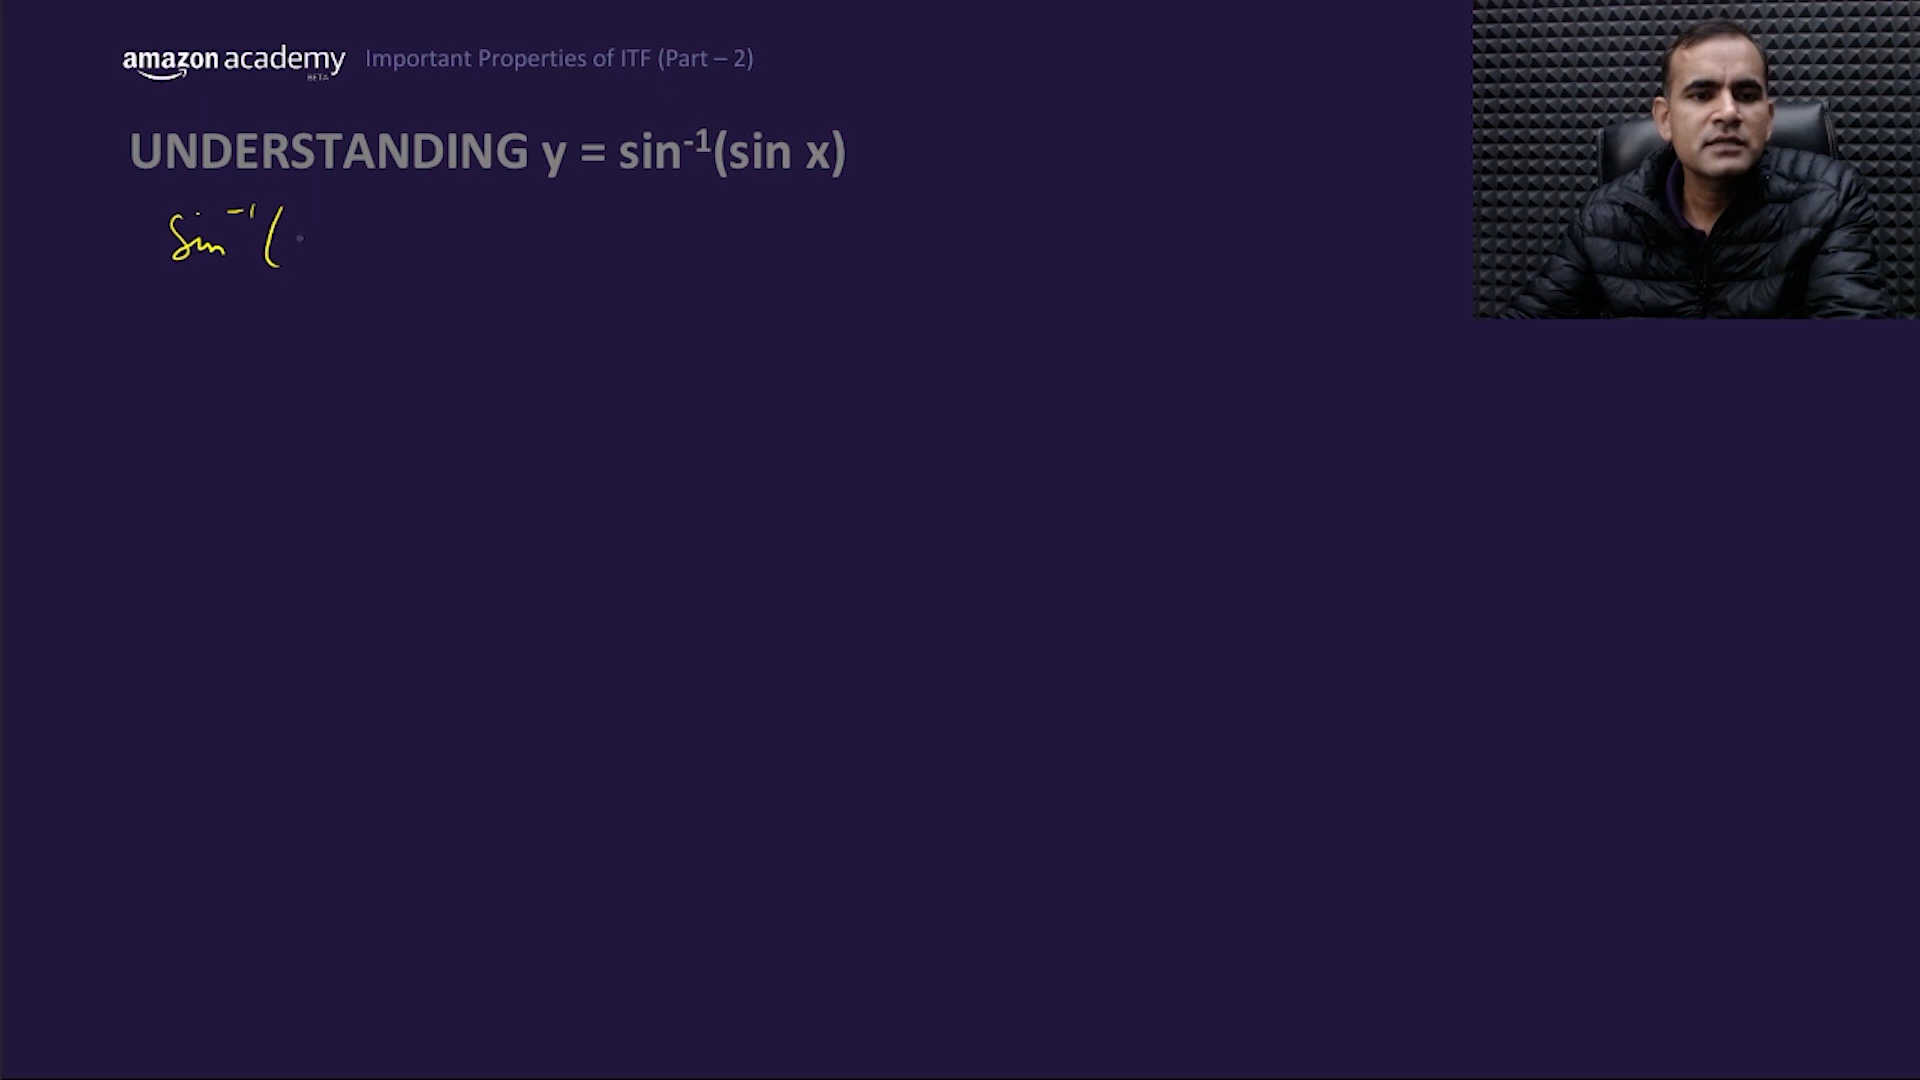 amazon academy Important Properties of ITF (Part – 2)
BETA
UNDERSTANDING y = sin⁻¹(sin x)
Sin⁻¹(